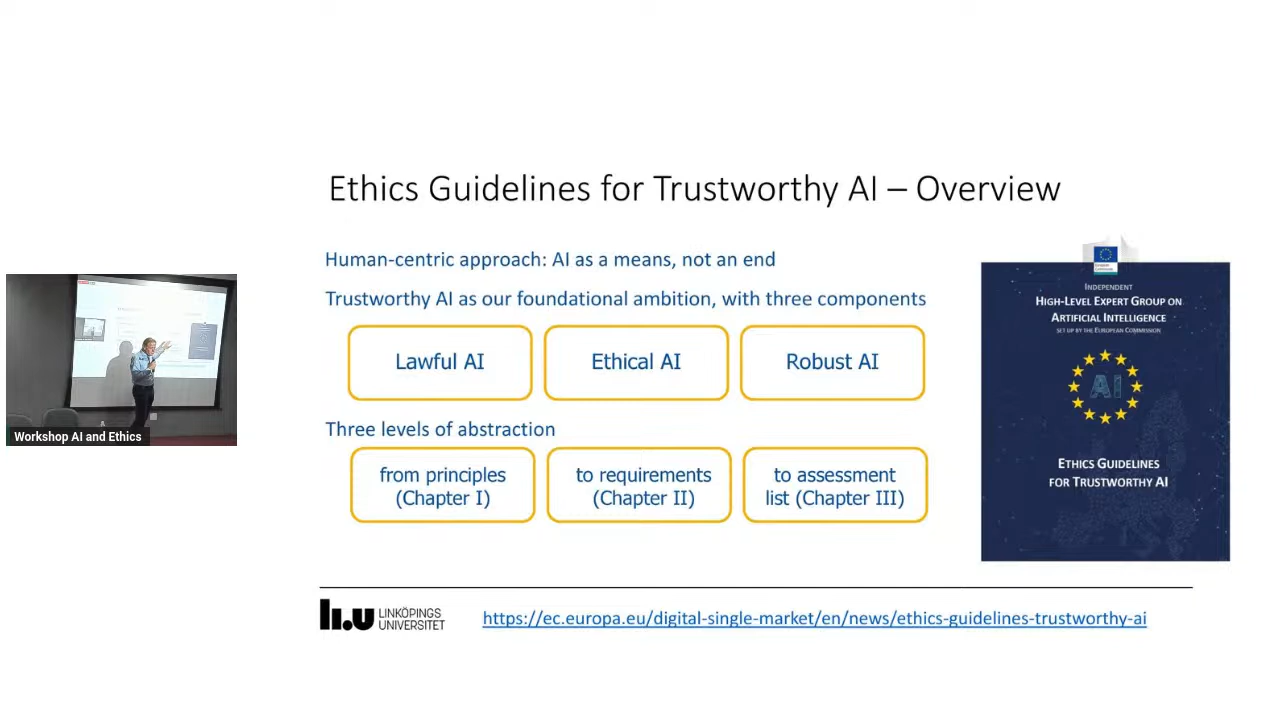 Ethics Guidelines for Trustworthy AI – Overview
Human-centric approach: AI as a means, not an end
Trustworthy AI as our foundational ambition, with three components
Lawful AI
Ethical AI
Robust AI
Three levels of abstraction
from principles
(Chapter I)
to requirements
(Chapter II)
to assessment
list (Chapter III)
European
Commission
INDEPENDENT
HIGH-LEVEL EXPERT GROUP ON
ARTIFICIAL INTELLIGENCE
SET UP BY THE EUROPEAN COMMISSION
AI
ETHICS GUIDELINES
FOR TRUSTWORTHY AI
Workshop AI and Ethics
li.u LINKÖPINGS
UNIVERSITET
https://ec.europa.eu/digital-single-market/en/news/ethics-guidelines-trustworthy-ai